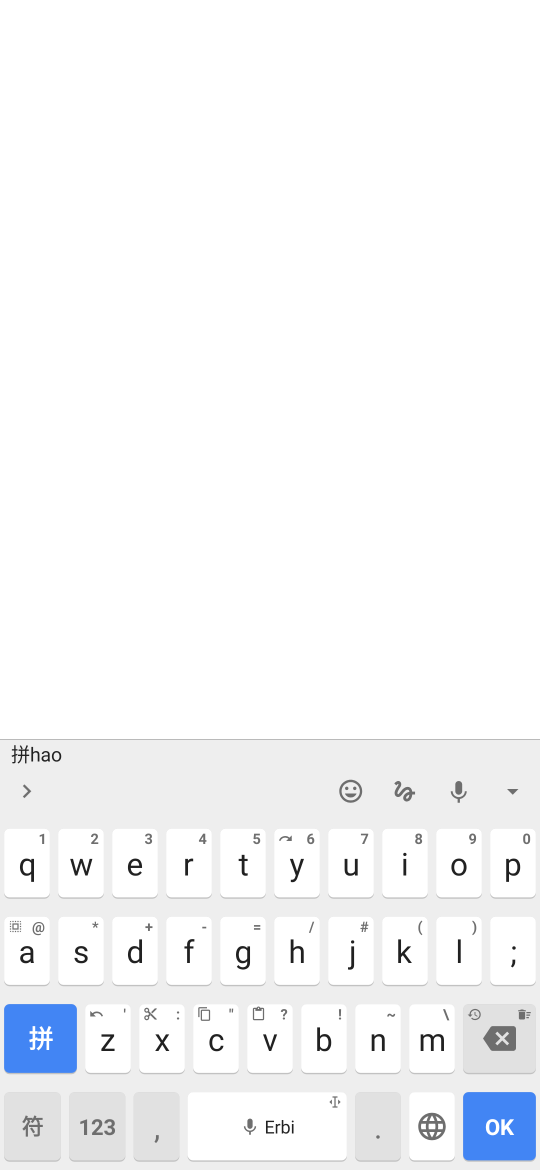 拼hao
1 2 3 4 5 6 7 8 9 0
q w e r t y u i o p
@ * + - = / # ( )
a s d f g h j k l ;
' : " ? ! ~ \
拼 z x c v b n m
符 123 , Erbi . OK